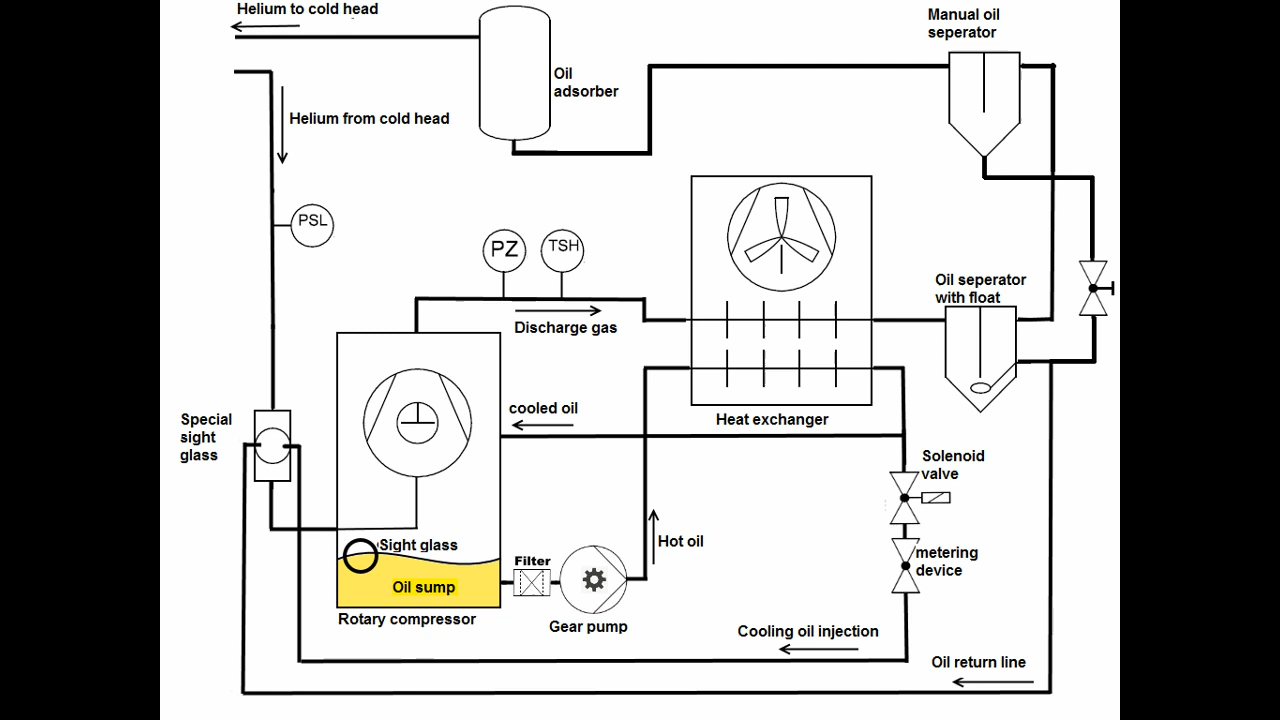 Helium to cold head
Manual oil
seperator
Oil
adsorber
Helium from cold head
PSL
PZ
TSH
Oil seperator
with float
Discharge gas
cooled oil
Heat exchanger
Special
sight
glass
Solenoid
valve
Sight glass
Filter
Hot oil
metering
device
Oil sump
Rotary compressor
Gear pump
Cooling oil injection
Oil return line